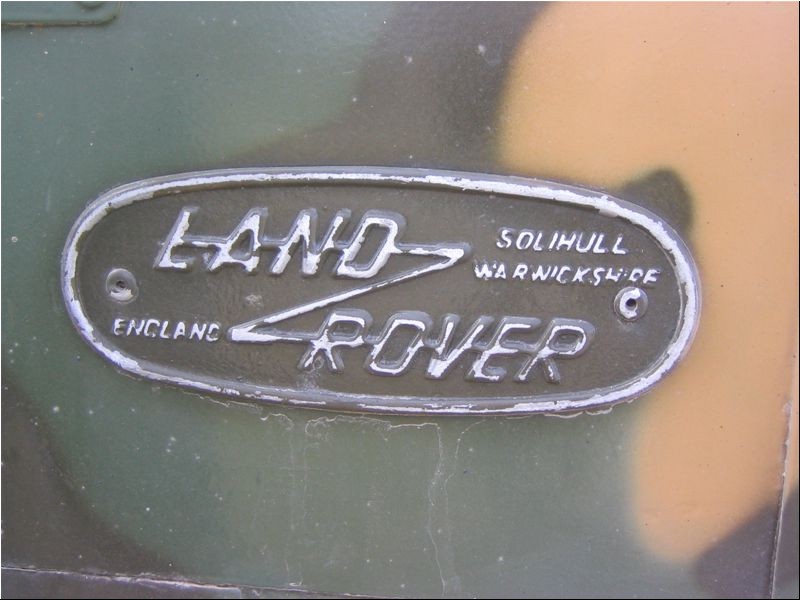 LAND
ROVER
SOLIHULL
WARWICKSHIRE
ENGLAND